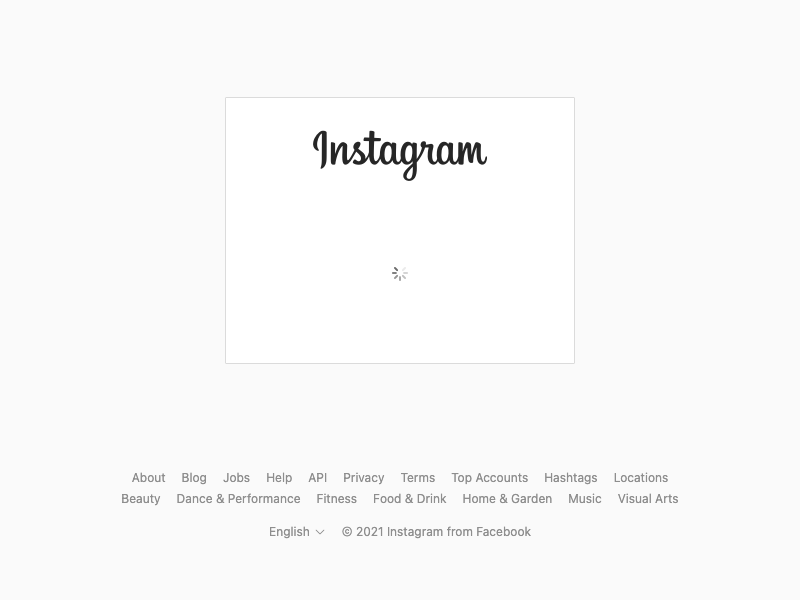 Instagram
About Blog Jobs Help API Privacy Terms Top Accounts Hashtags Locations
Beauty Dance & Performance Fitness Food & Drink Home & Garden Music Visual Arts
English © 2021 Instagram from Facebook